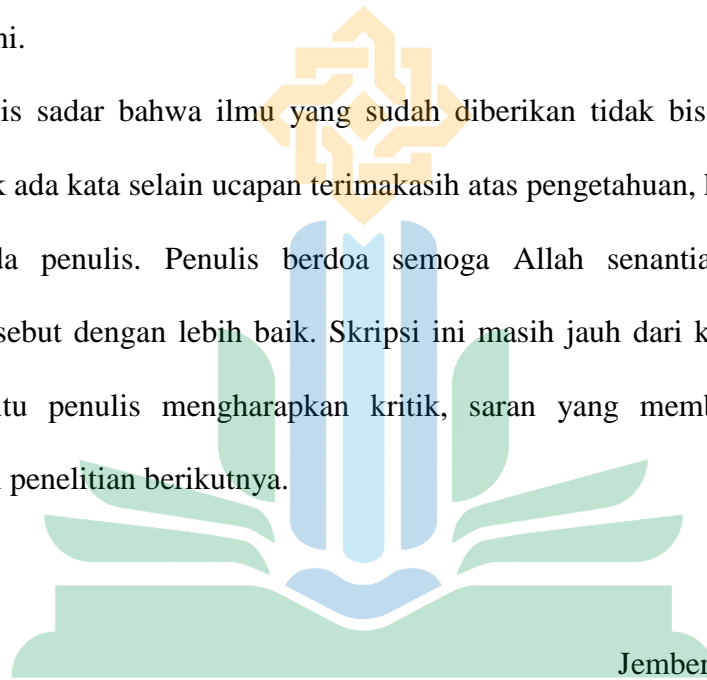 ni.
is sadar bahwa ilmu yang sudah diberikan tidak bis
k ada kata selain ucapan terimakasih atas pengetahuan,
da penulis. Penulis berdoa semoga Allah senantia
sebut dengan lebih baik. Skripsi ini masih jauh dari k
itu penulis mengharapkan kritik, saran yang memb
penelitian berikutnya.
Jember